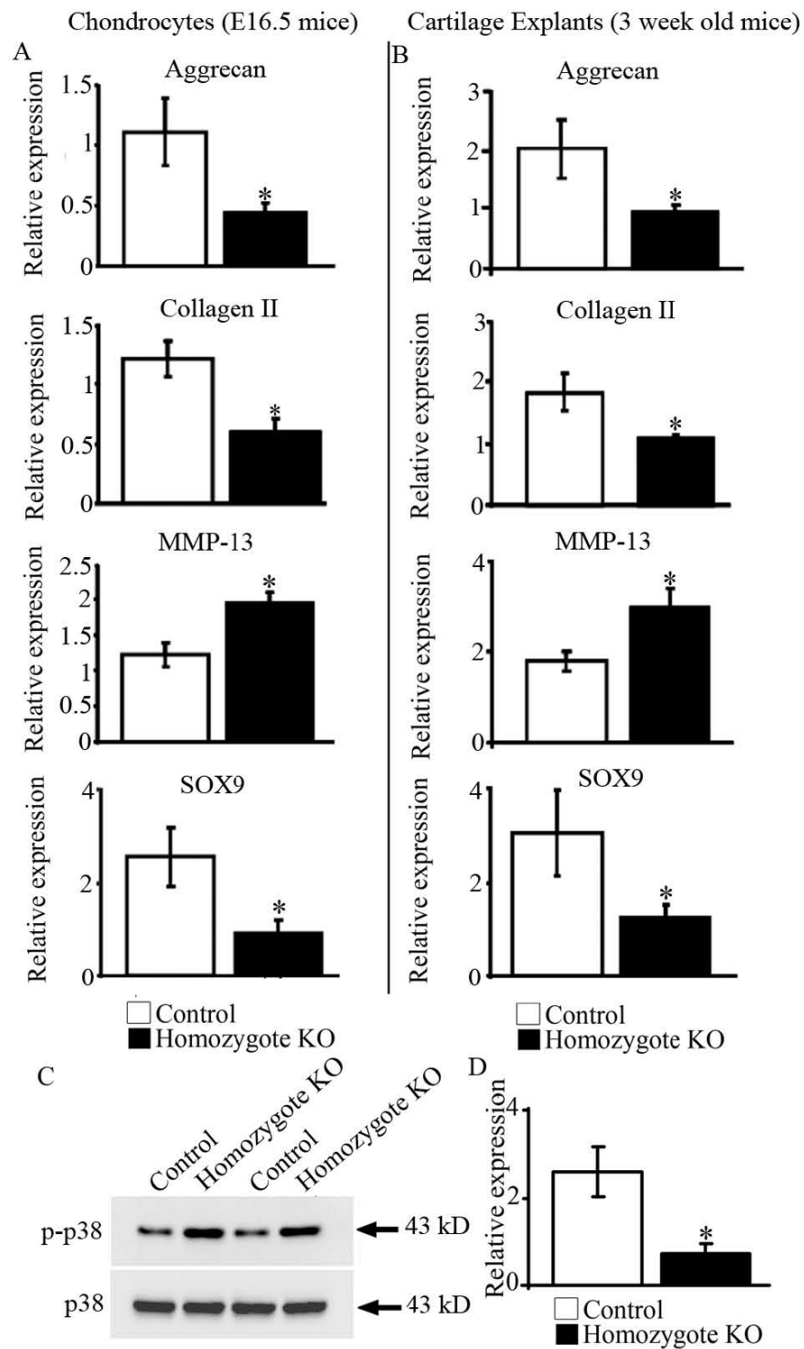 Chondrocytes (E16.5 mice)
Cartilage Explants (3 week old mice)
A
Aggrecan
Relative expression
1.5
1
0.5
0
*
Collagen II
Relative expression
1.5
1
0.5
0
*
MMP-13
Relative expression
2.5
2
1.5
1
0.5
0
*
SOX9
Relative expression
4
2
0
*
Control
Homozygote KO
B
Aggrecan
Relative expression
3
2
1
0
*
Collagen II
Relative expression
3
2
1
0
*
MMP-13
Relative expression
4
2
0
*
SOX9
Relative expression
4
2
0
*
Control
Homozygote KO
C
Control
Homozygote KO
Control
Homozygote KO
p-p38
43 kD
p38
43 kD
D
Relative expression
4
2
0
*
Control
Homozygote KO